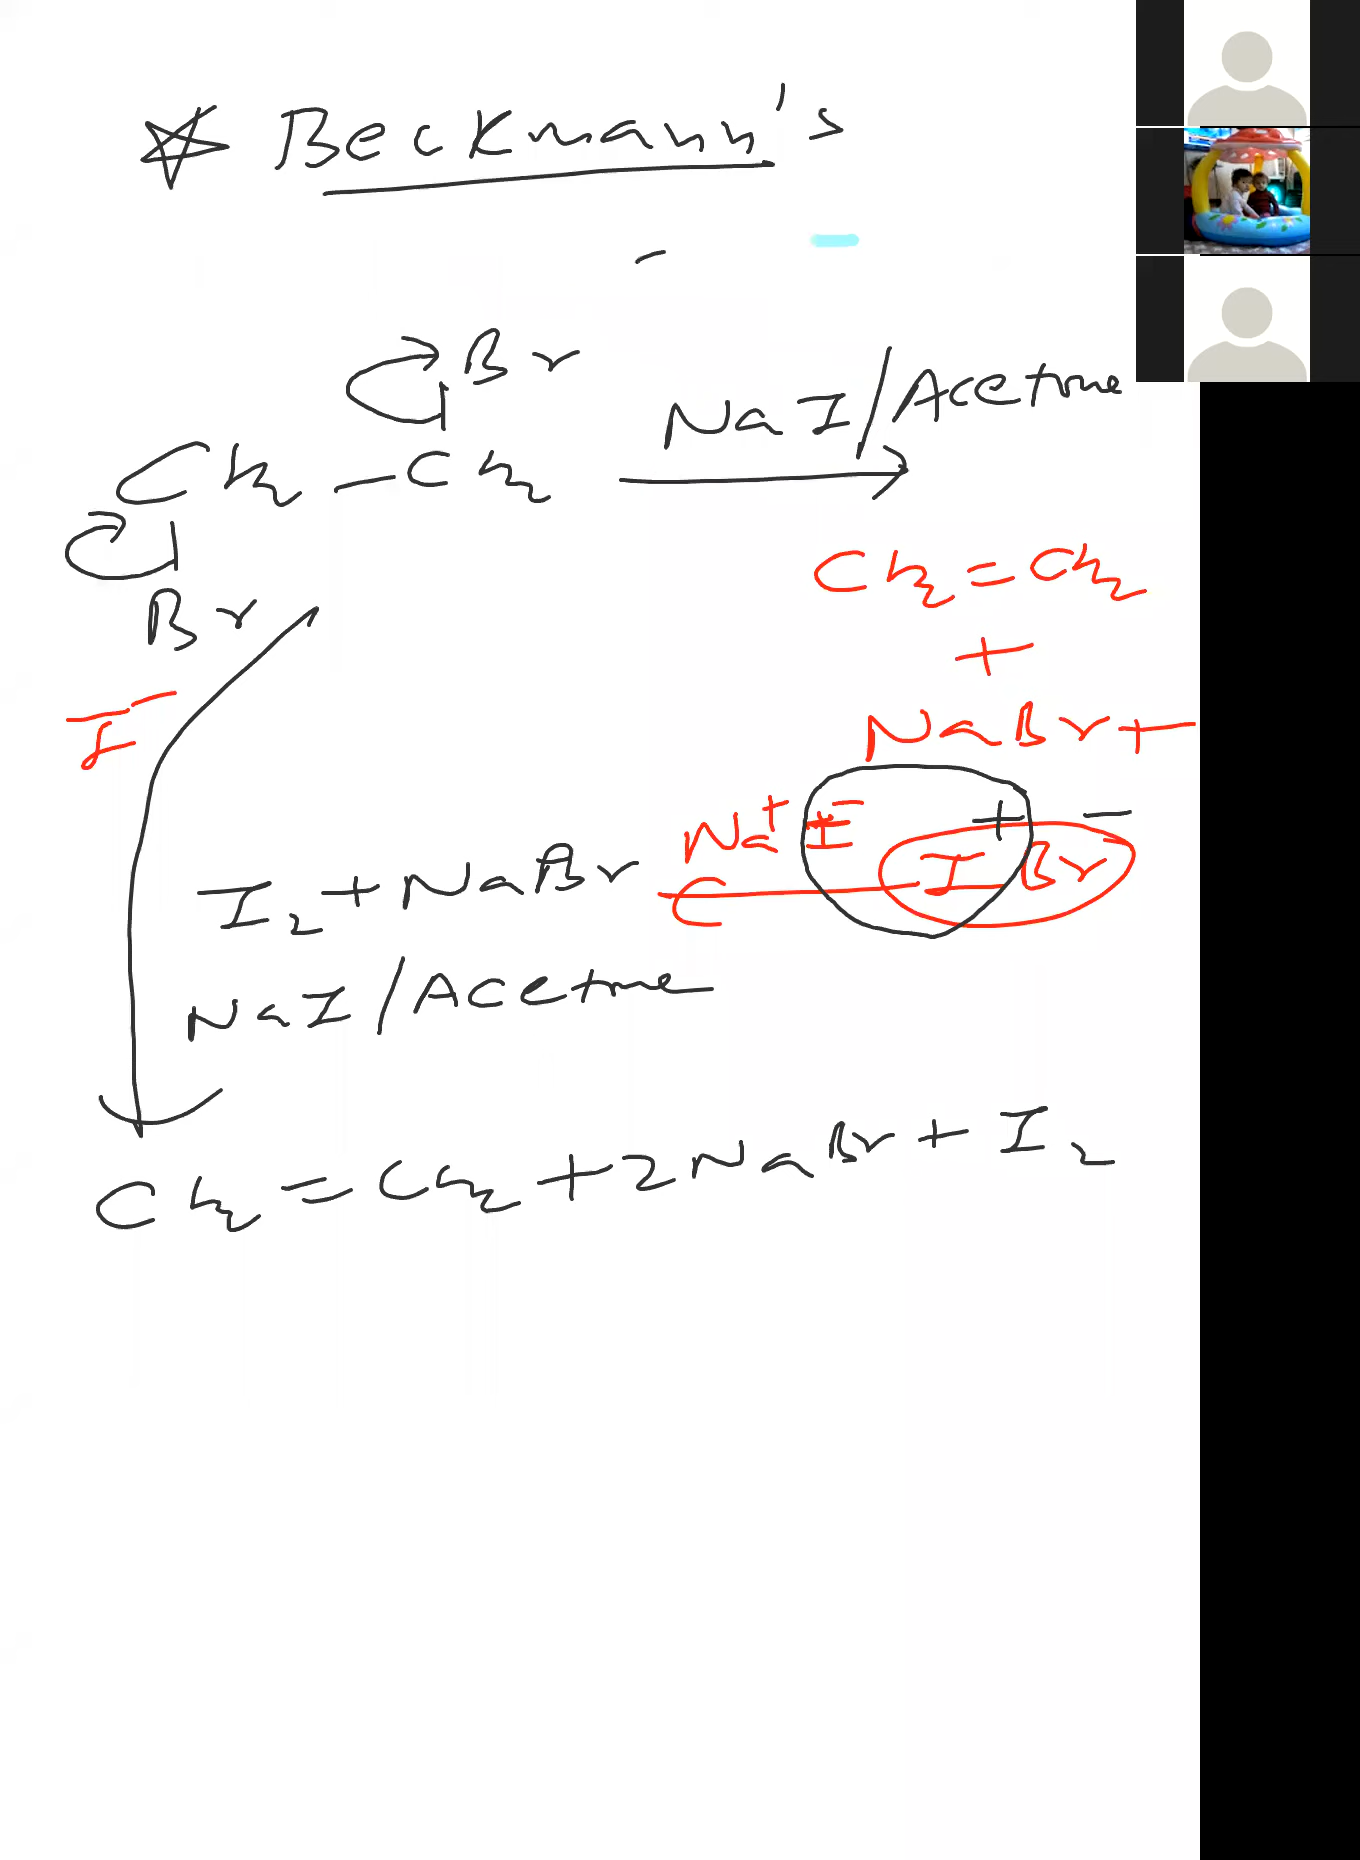 Beckmann's
Br
NaI/Acetone
CH2-CH2
CH2=CH2
Br
+
I-
NaBr+
Na+ I- + -
I2+NaBr
I Br
NaI/Acetone
CH2=CH2+2NaBr+I2